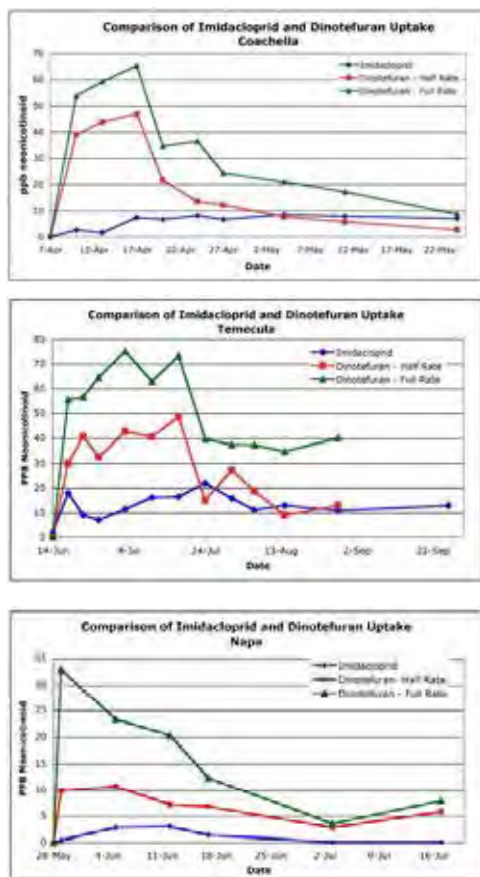 Comparison of Imidacloprid and Dinotefuran Uptake
Coachella
Imidacloprid
Dinotefuran - Half Rate
Dinotefuran - Full Rate
ppb neonicotinoid
70
60
50
40
30
20
10
0
7-Apr 12-Apr 17-Apr 22-Apr 27-Apr 2-May 7-May 12-May 17-May 22-May
Date
Comparison of Imidacloprid and Dinotefuran Uptake
Temecula
Imidacloprid
Dinotefuran - Half Rate
Dinotefuran - Full Rate
PPB Neonicotinoid
80
70
60
50
40
30
20
10
0
14-Jun 4-Jul 24-Jul 13-Aug 2-Sep 22-Sep
Date
Comparison of Imidacloprid and Dinotefuran Uptake
Napa
Imidacloprid
Dinotefuran- Half Rate
Dinotefuran - Full Rate
PPB Neonicotinoid
35
30
25
20
15
10
5
0
28-May 4-Jun 11-Jun 18-Jun 25-Jun 2-Jul 9-Jul 16-Jul
Date